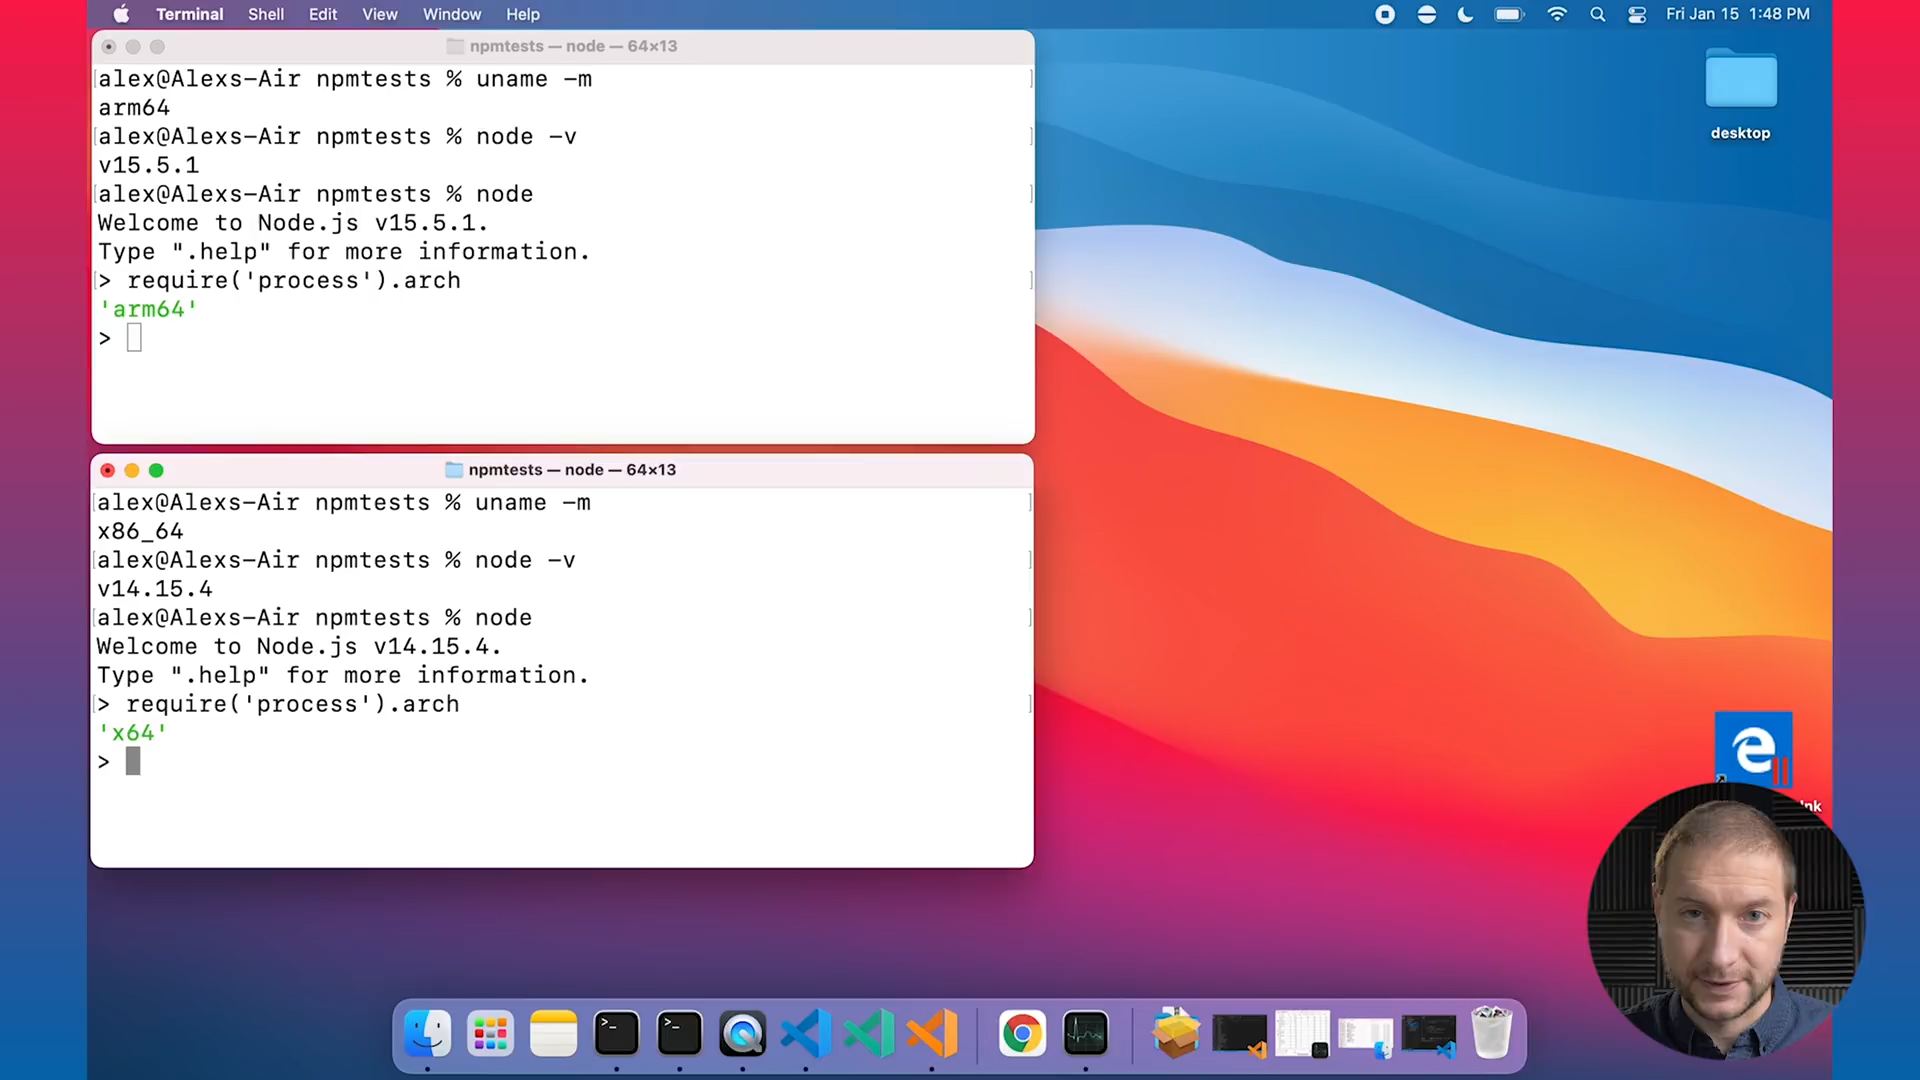 Terminal Shell Edit View Window Help Fri Jan 15 1:48 PM
npmtests — node — 64×13
alex@Alexs-Air npmtests % uname -m
arm64
alex@Alexs-Air npmtests % node -v
v15.5.1
alex@Alexs-Air npmtests % node
Welcome to Node.js v15.5.1.
Type ".help" for more information.
> require('process').arch
'arm64'
>
desktop
npmtests — node — 64×13
alex@Alexs-Air npmtests % uname -m
x86_64
alex@Alexs-Air npmtests % node -v
v14.15.4
alex@Alexs-Air npmtests % node
Welcome to Node.js v14.15.4.
Type ".help" for more information.
> require('process').arch
'x64'
>